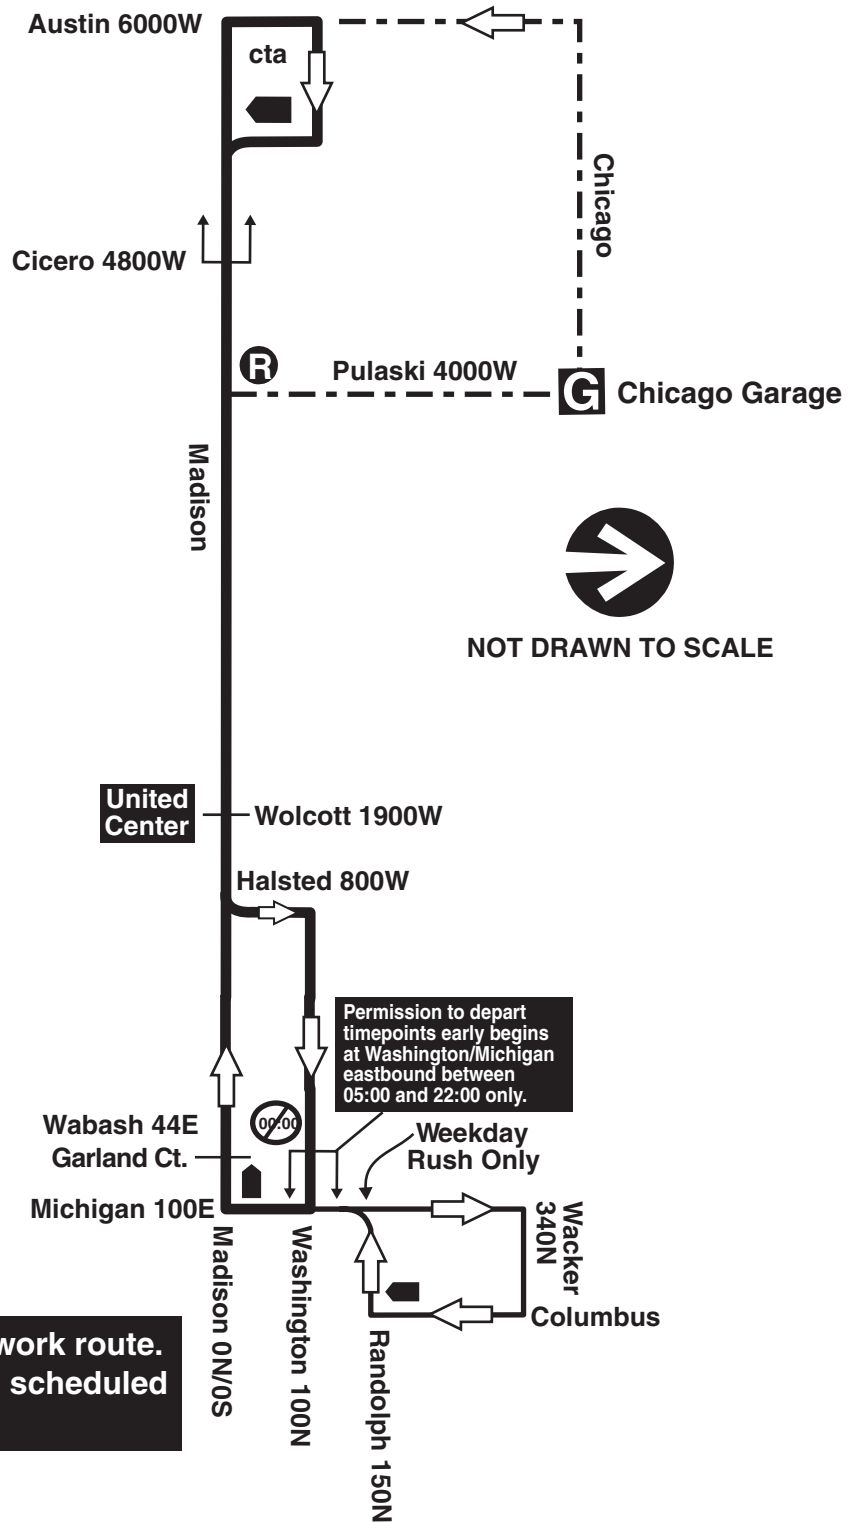 Austin 6000W
cta
Chicago
Cicero 4800W
R
Pulaski 4000W
G
Chicago Garage
Madison
NOT DRAWN TO SCALE
United
Center
Wolcott 1900W
Halsted 800W
Permission to depart
timepoints early begins
at Washington/Michigan
eastbound between
05:00 and 22:00 only.
00:00
Wabash 44E
Garland Ct.
Weekday
Rush Only
Michigan 100E
Wacker
340N
Columbus
Madison 0N/0S
Washington 100N
Randolph 150N
work route.
scheduled